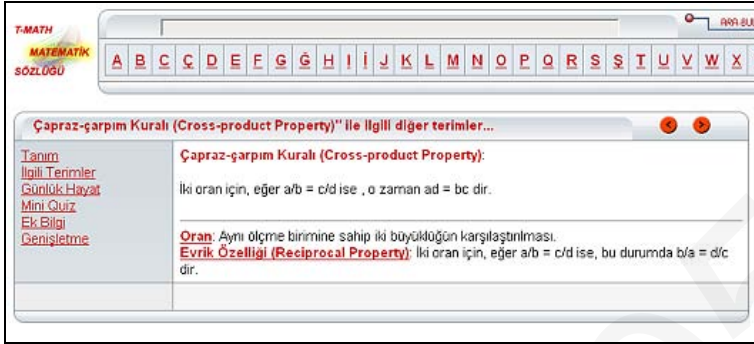 T-MATH
MATEMATİK
SÖZLÜĞÜ
ARA-BUL
A B C Ç D E F G Ğ H I İ J K L M N O P Q R S Ş T U V W X
Çapraz-çarpım Kuralı (Cross-product Property)" ile ilgili diğer terimler...
Tanım
İlgili Terimler
Günlük Hayat
Mini Quiz
Ek Bilgi
Genişletme
Çapraz-çarpım Kuralı (Cross-product Property):
İki oran için, eğer a/b = c/d ise , o zaman ad = bc dir.
Oran: Aynı ölçme birimine sahip iki büyüklüğün karşılaştırılması.
Evrik Özelliği (Reciprocal Property): İki oran için, eğer a/b = c/d ise, bu durumda b/a = d/c
dir.